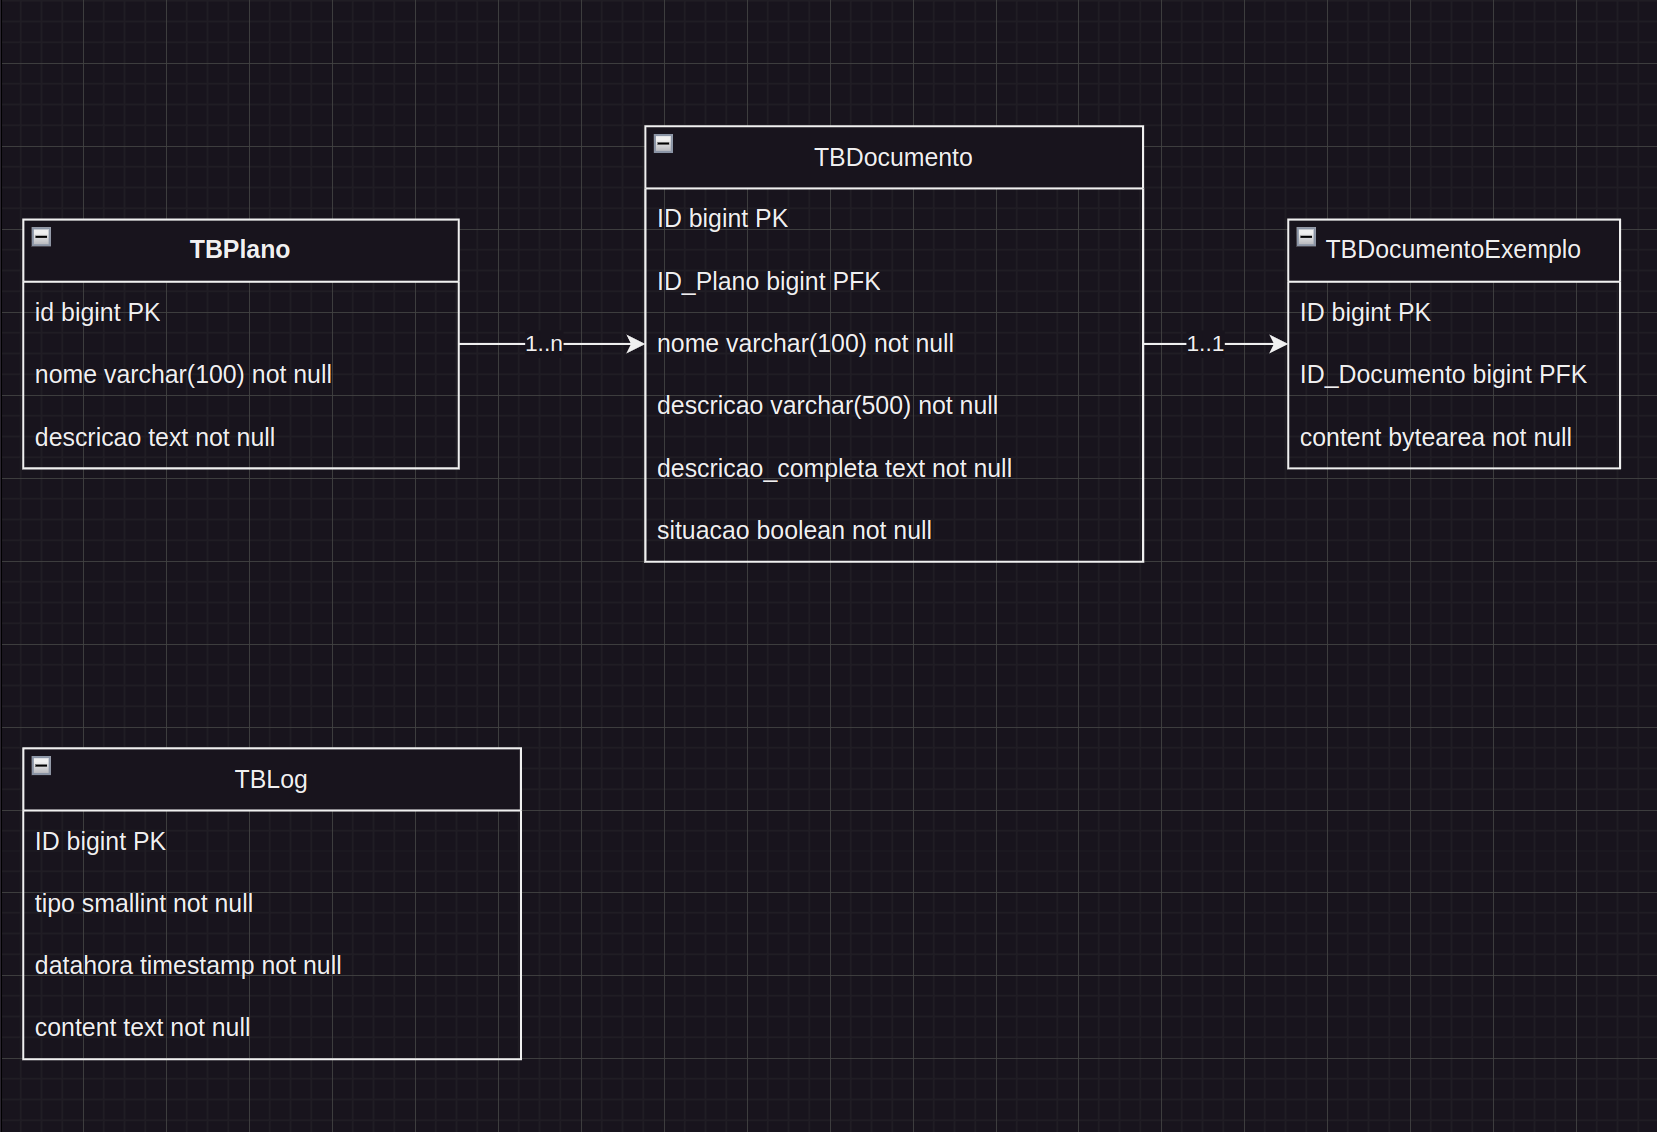 TBPlano
id bigint PK
nome varchar(100) not null
descricao text not null
1..n
TBDocumento
ID bigint PK
ID_Plano bigint PFK
nome varchar(100) not null
descricao varchar(500) not null
descricao_completa text not null
situacao boolean not null
1..1
TBDocumentoExemplo
ID bigint PK
ID_Documento bigint PFK
content bytearea not null
TBLog
ID bigint PK
tipo smallint not null
datahora timestamp not null
content text not null